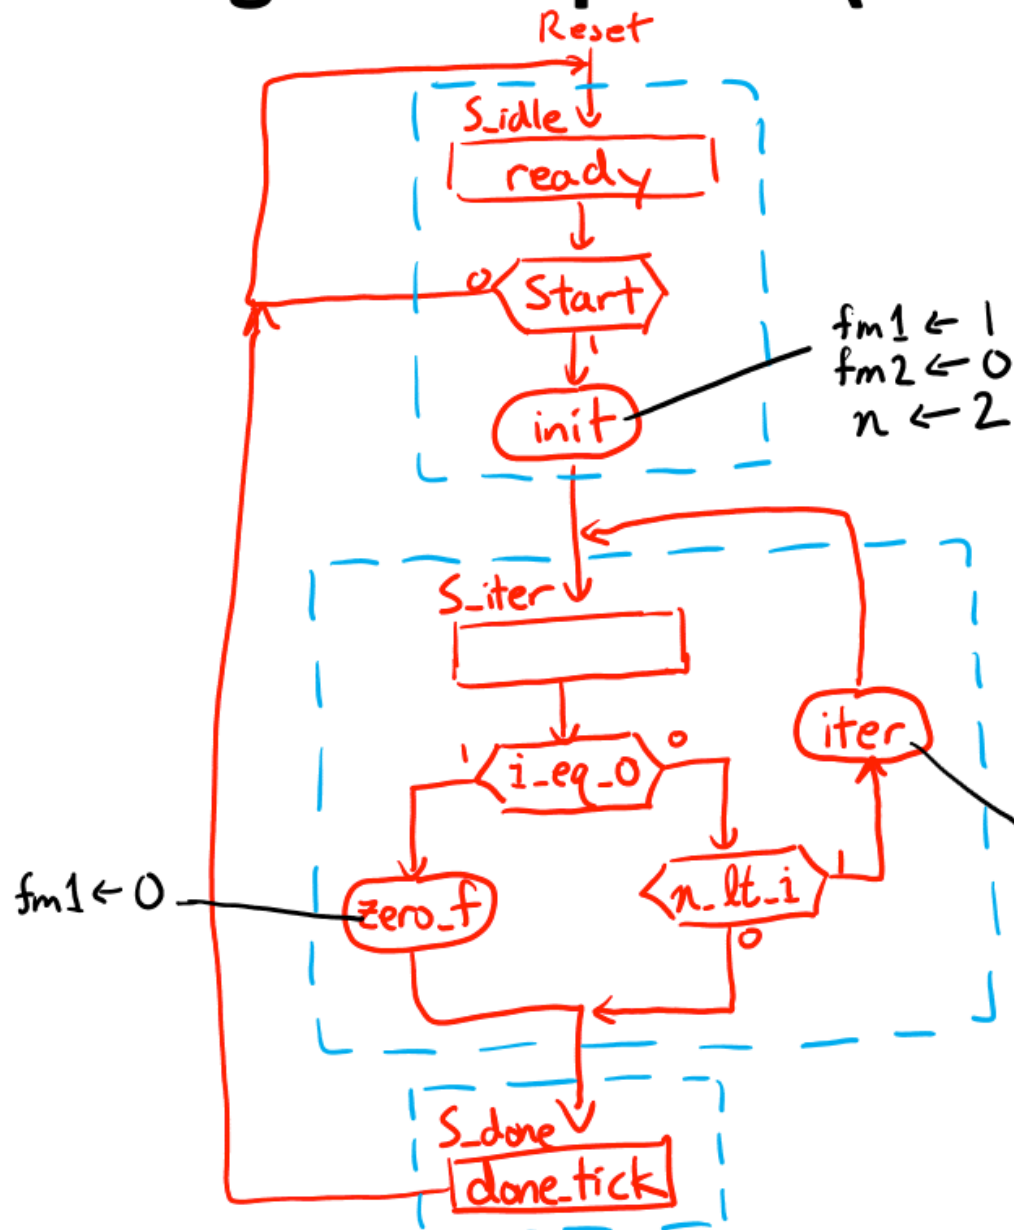 Reset
S_idle
ready
0
Start
1
fm1 ← 1
fm2 ← 0
n ← 2
init
S_iter
iter
1
i_eq_0
0
n_lt_i
1
fm1 ← 0
zero_f
0
S_done
done_tick